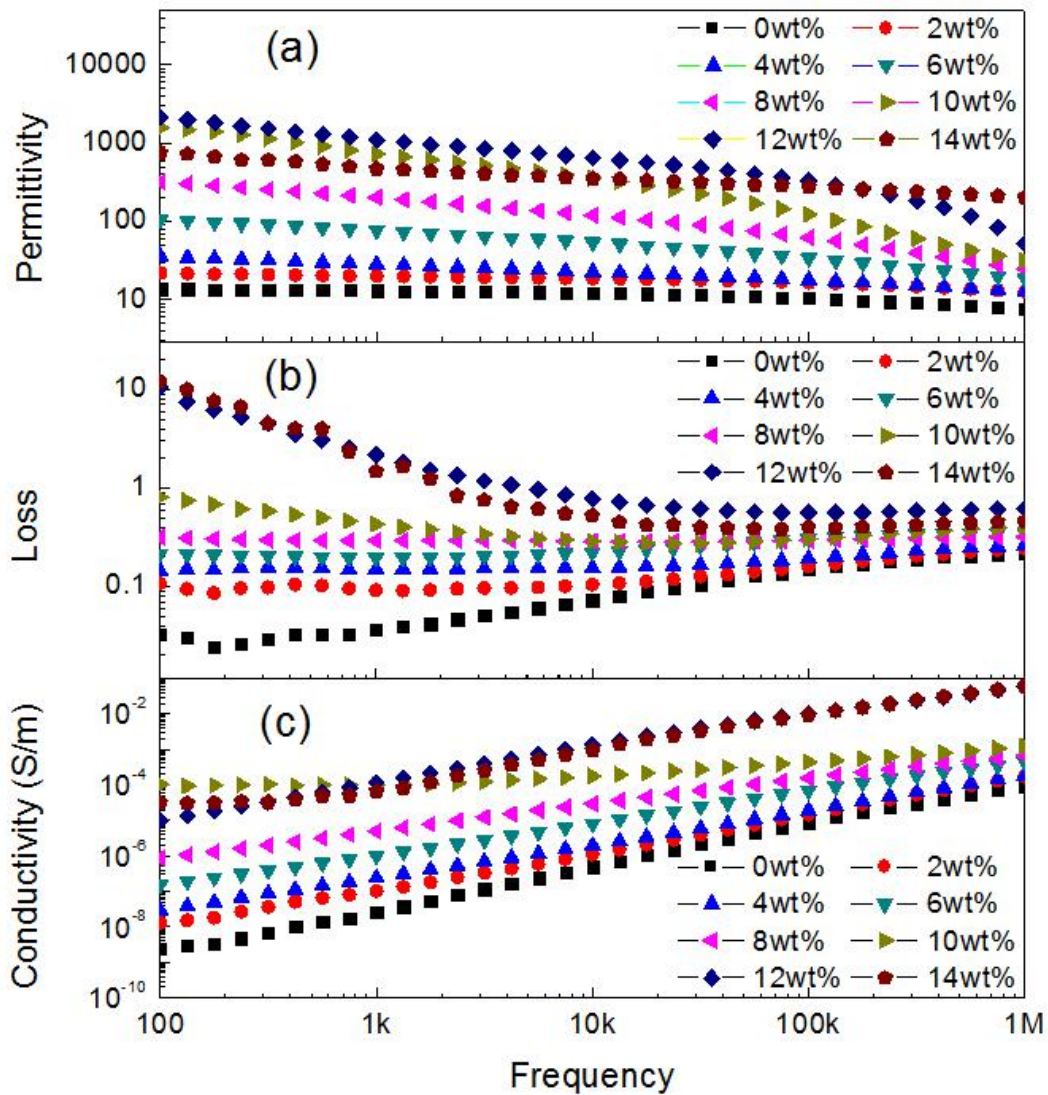 (a)
0wt% 2wt%
4wt% 6wt%
8wt% 10wt%
12wt% 14wt%
10000
1000
100
10
Permittivity
(b)
0wt% 2wt%
4wt% 6wt%
8wt% 10wt%
12wt% 14wt%
10
1
0.1
Loss
(c)
10-2
10-4
10-6
10-8
10-10
Conductivity (S/m)
0wt% 2wt%
4wt% 6wt%
8wt% 10wt%
12wt% 14wt%
100 1k 10k 100k 1M
Frequency